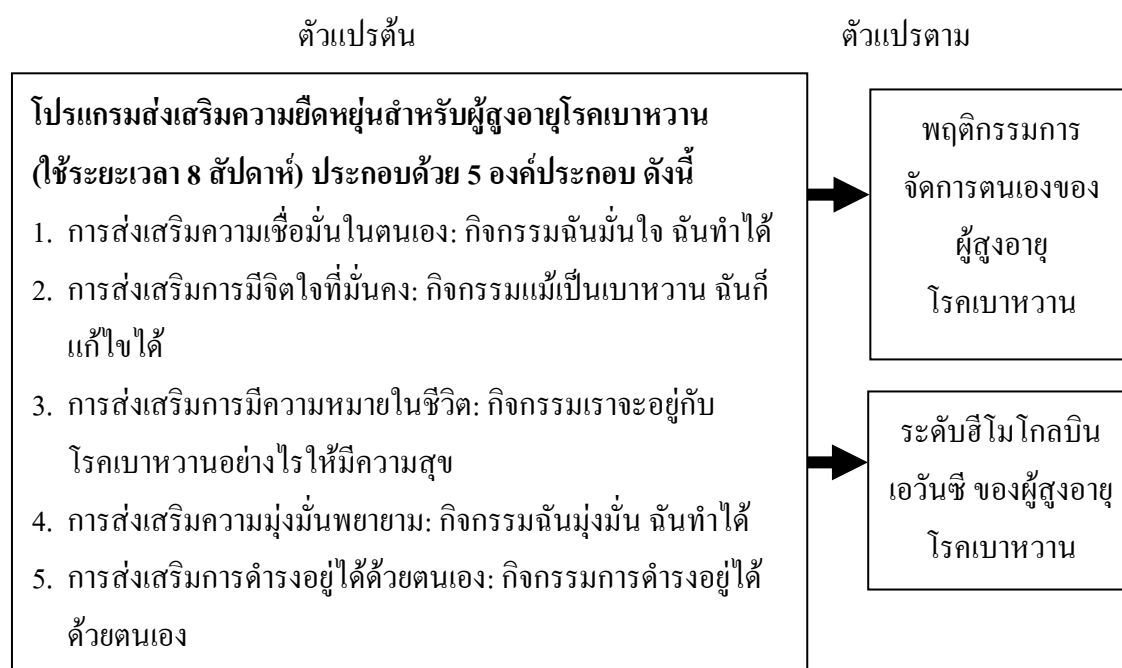 ตัวแปรต้น
ตัวแปรตาม
โปรแกรมส่งเสริมความยืดหยุ่นสำหรับผู้สูงอายุโรคเบาหวาน
(ใช้ระยะเวลา 8 สัปดาห์) ประกอบด้วย 5 องค์ประกอบ ดังนี้
1. การส่งเสริมความเชื่อมั่นในตนเอง: กิจกรรมฉันมั่นใจ ฉันทำได้
2. การส่งเสริมการมีจิตใจที่มั่นคง: กิจกรรมแม้เป็นเบาหวาน ฉันก็
แก้ไขได้
3. การส่งเสริมการมีความหมายในชีวิต: กิจกรรมเราจะอยู่กับ
โรคเบาหวานอย่างไรให้มีความสุข
4. การส่งเสริมความมุ่งมั่นพยายาม: กิจกรรมฉันมุ่งมั่น ฉันทำได้
5. การส่งเสริมการดำรงอยู่ได้ด้วยตนเอง: กิจกรรมการดำรงอยู่ได้
ด้วยตนเอง
พฤติกรรมการ
จัดการตนเองของ
ผู้สูงอายุ
โรคเบาหวาน
ระดับฮีโมโกลบิน
เอวันซี ของผู้สูงอายุ
โรคเบาหวาน